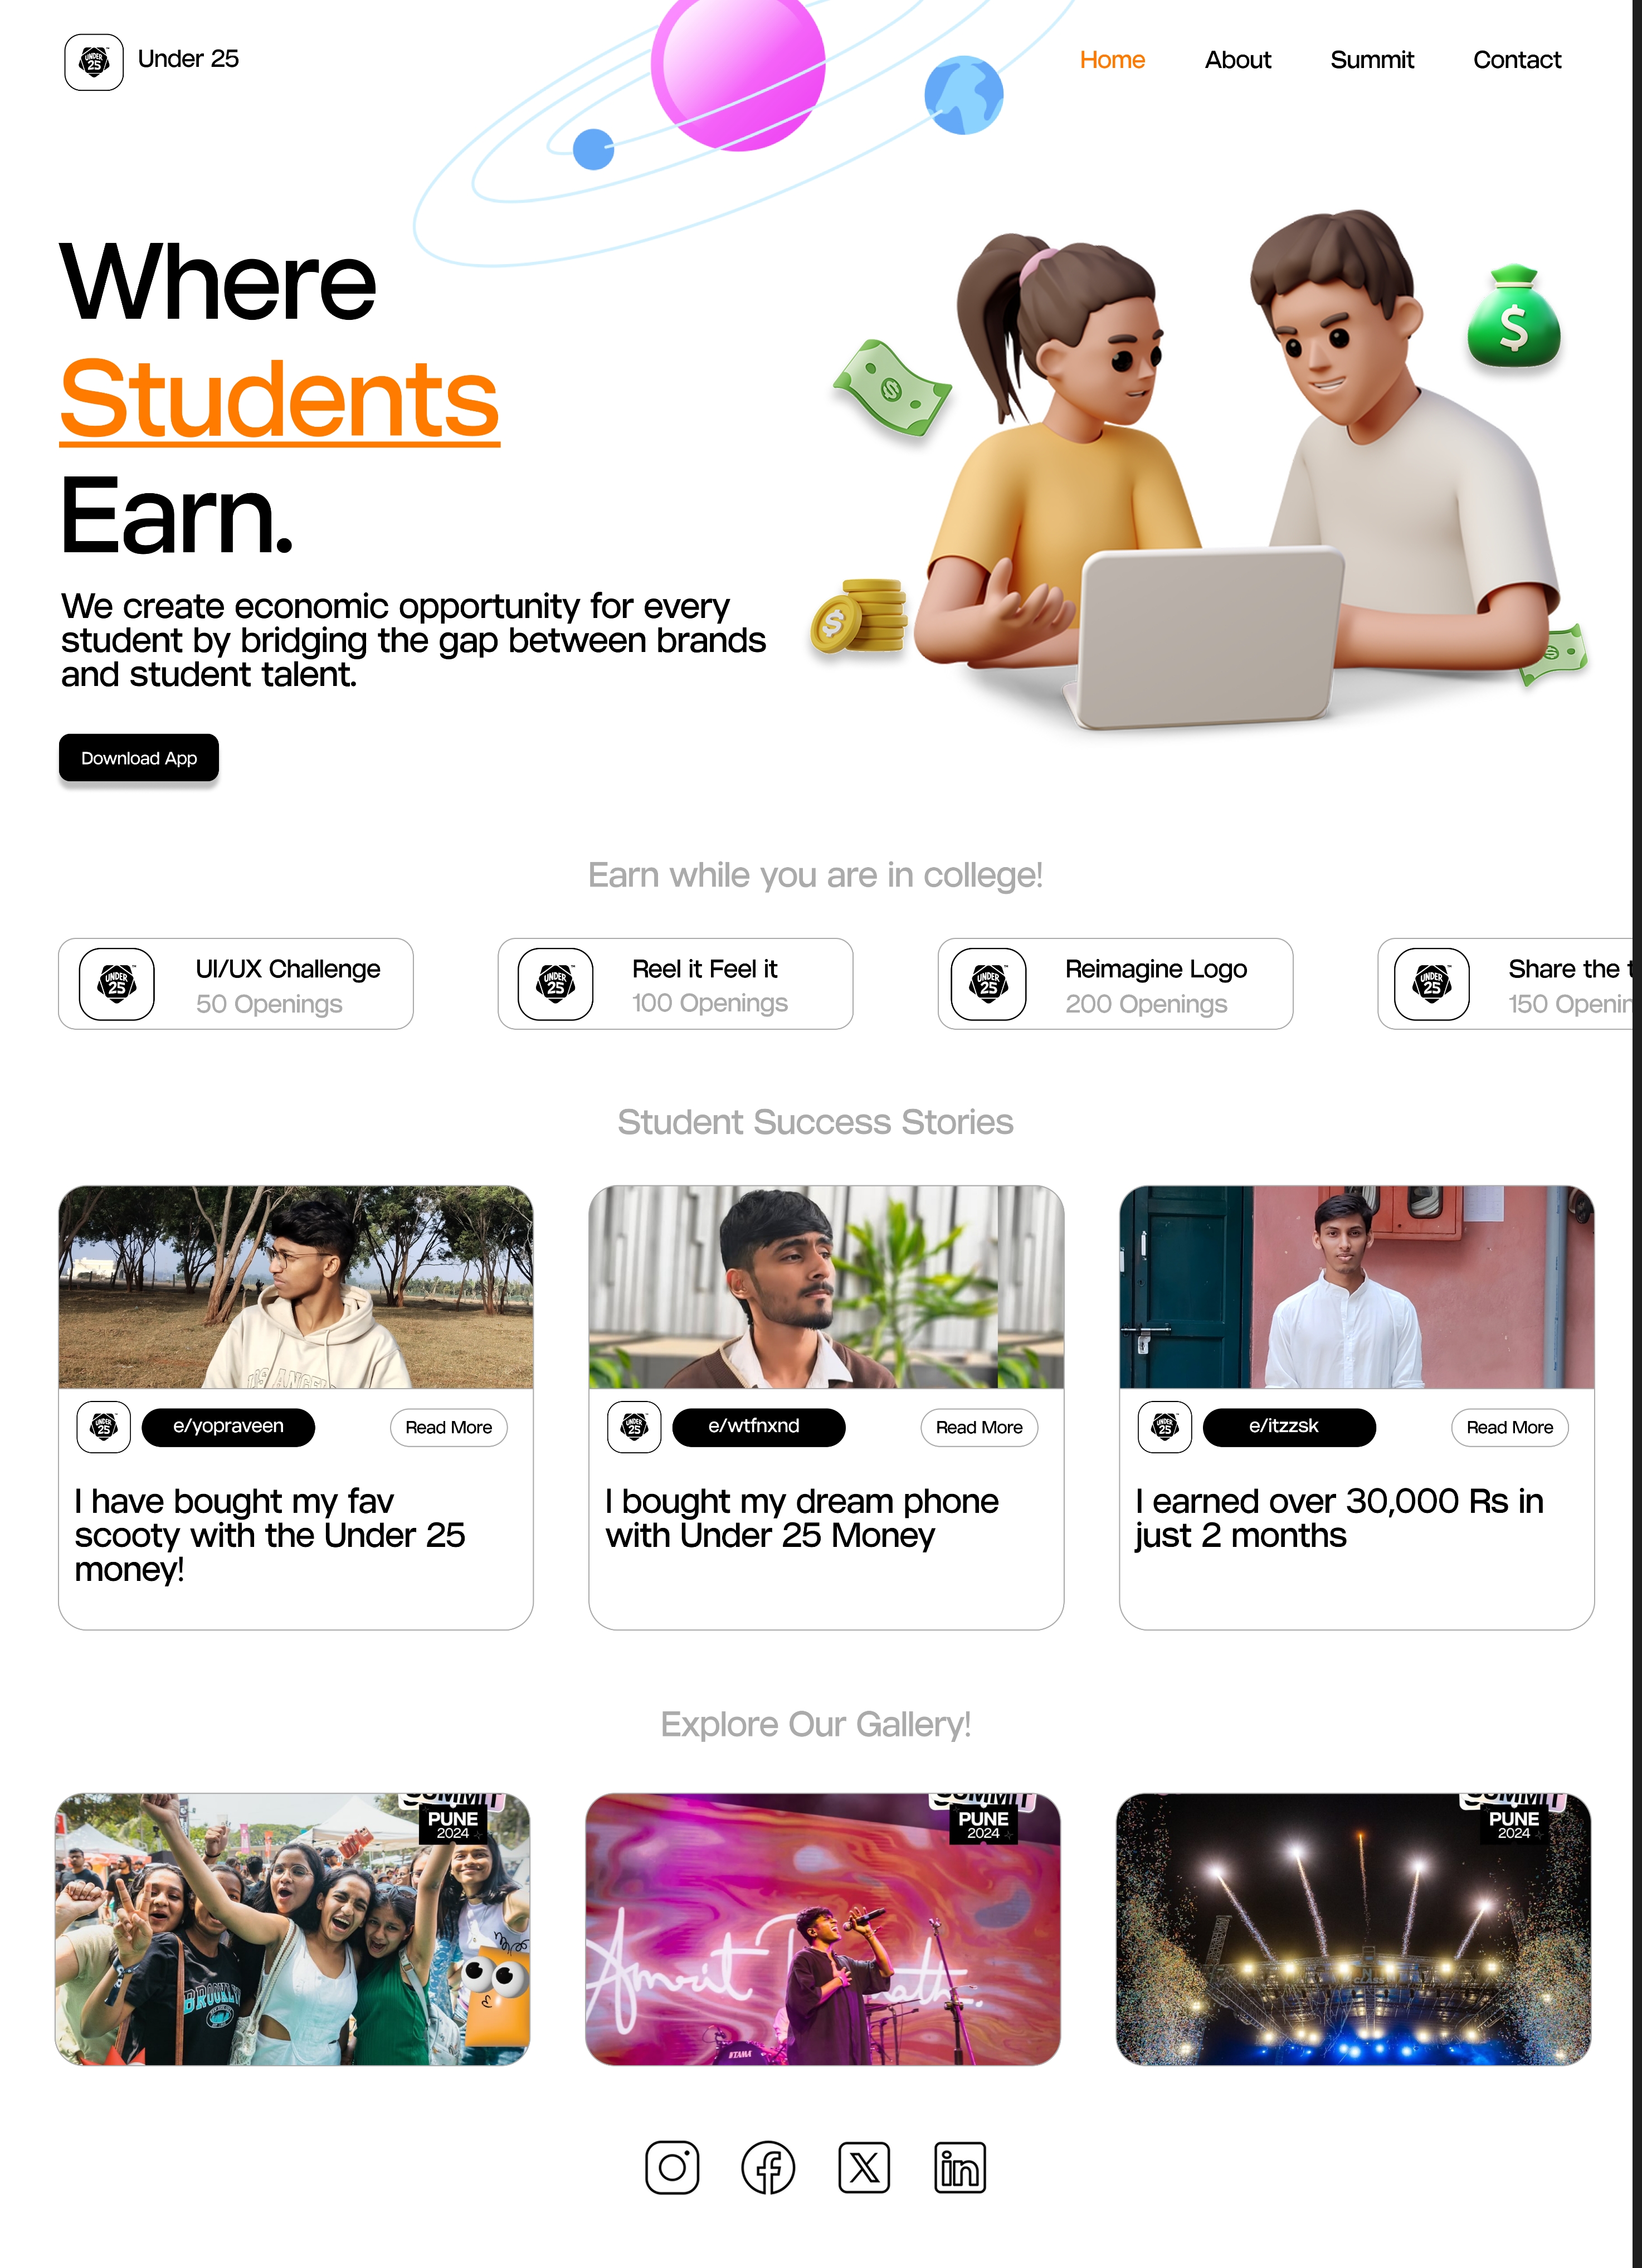 UNDER
25
Under 25
Home
About
Summit
Contact
Where
Students
Earn.
We create economic opportunity for every
student by bridging the gap between brands
and student talent.
Download App
Earn while you are in college!
UNDER
25
UI/UX Challenge
50 Openings
UNDER
25
Reel it Feel it
100 Openings
UNDER
25
Reimagine Logo
200 Openings
UNDER
25
Share the
150
Student Success Stories
UNDER
25
e/yopraveen
Read More
UNDER
25
e/wtfnxnd
Read More
UNDER
25
e/itzzsk
Read More
I have bought my fav
scooty with the Under 25
money!
I bought my dream phone
with Under 25 Money
I earned over 30,000 Rs in
just 2 months
Explore Our Gallery!
SUMMIT
PUNE
2024
BROOKLYN
SUMMIT
PUNE
2024
Amrit
TAMA
SUMMIT
PUNE
2024